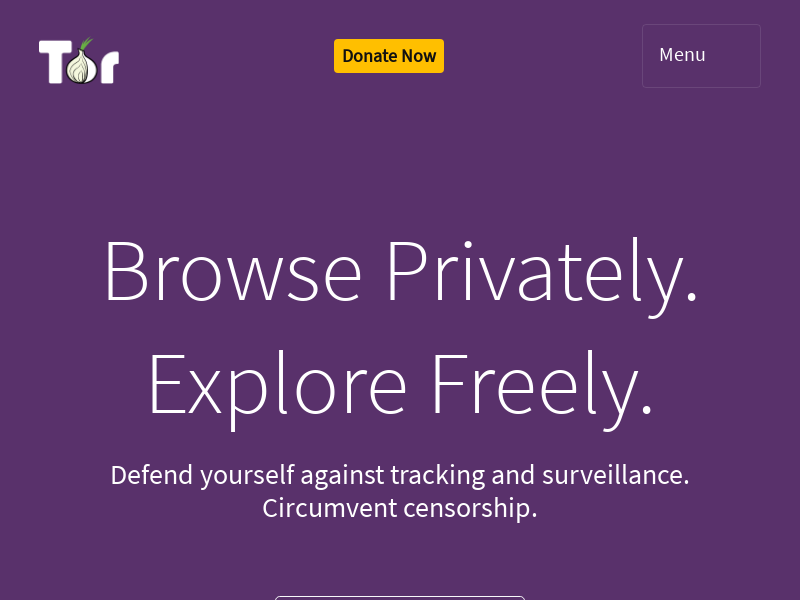 Tor
Donate Now
Menu
Browse Privately.
Explore Freely.
Defend yourself against tracking and surveillance.
Circumvent censorship.